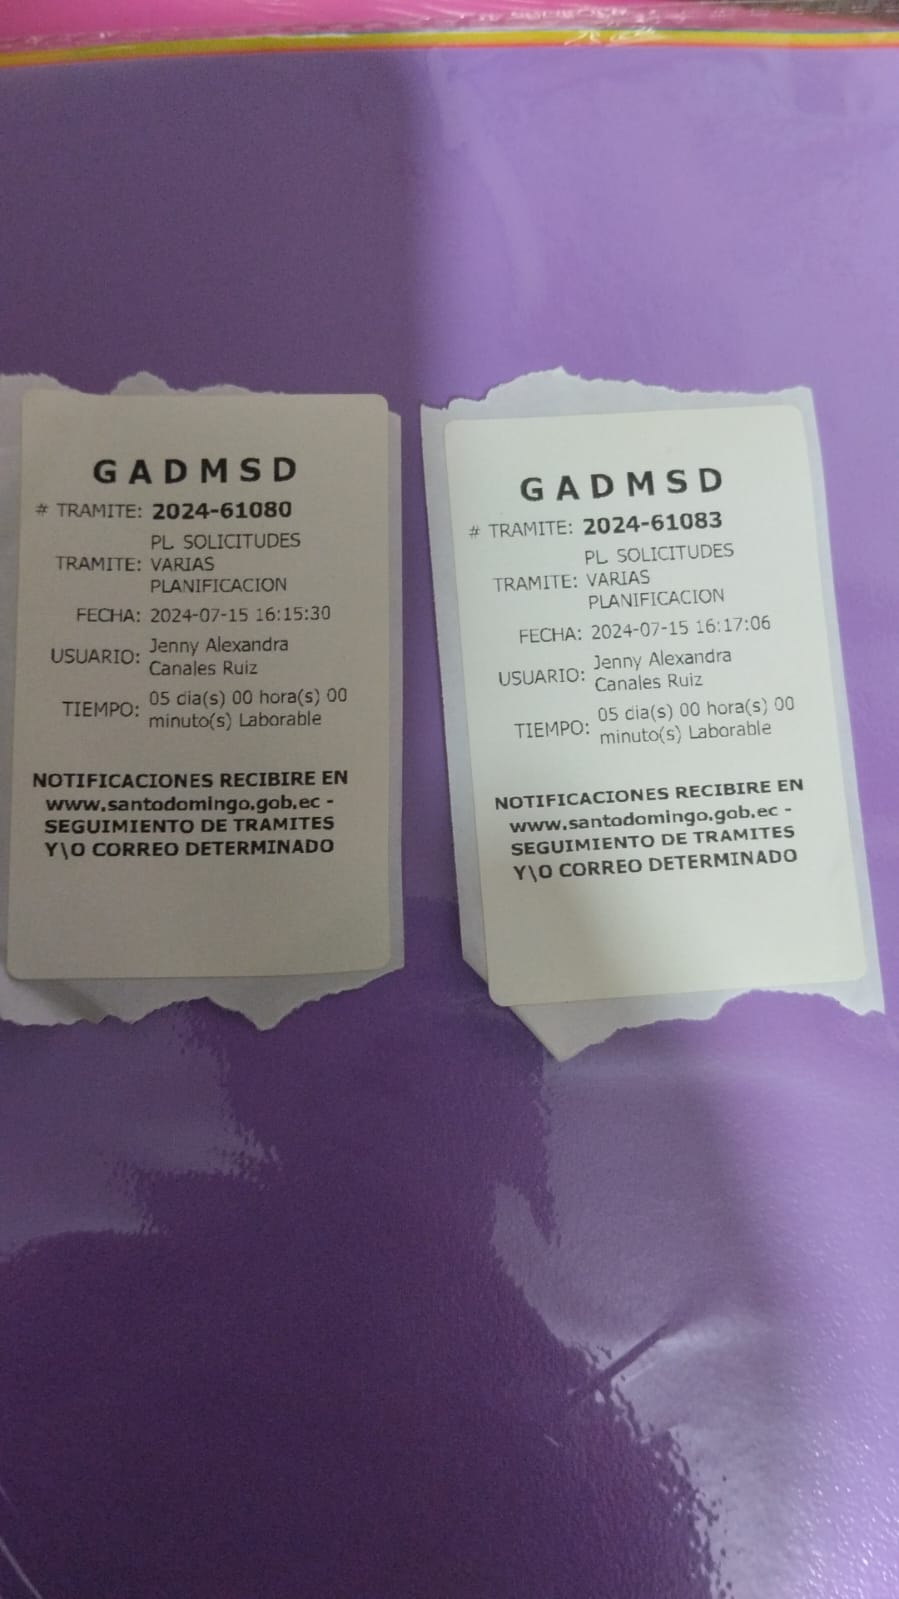 GADMSD
# TRAMITE: 2024-61080
PL. SOLICITUDES
TRAMITE: VARIAS
PLANIFICACION
FECHA: 2024-07-15 16:15:30
USUARIO: Jenny Alexandra
Canales Ruiz
TIEMPO: 05 dia(s) 00 hora(s) 00
minuto(s) Laborable
NOTIFICACIONES RECIBIRE EN
www.santodomingo.gob.ec -
SEGUIMIENTO DE TRAMITES
Y\O CORREO DETERMINADO
GADMSD
# TRAMITE: 2024-61083
PL. SOLICITUDES
TRAMITE: VARIAS
PLANIFICACION
FECHA: 2024-07-15 16:17:06
USUARIO: Jenny Alexandra
Canales Ruiz
TIEMPO: 05 dia(s) 00 hora(s) 00
minuto(s) Laborable
NOTIFICACIONES RECIBIRE EN
www.santodomingo.gob.ec -
SEGUIMIENTO DE TRAMITES
Y\O CORREO DETERMINADO